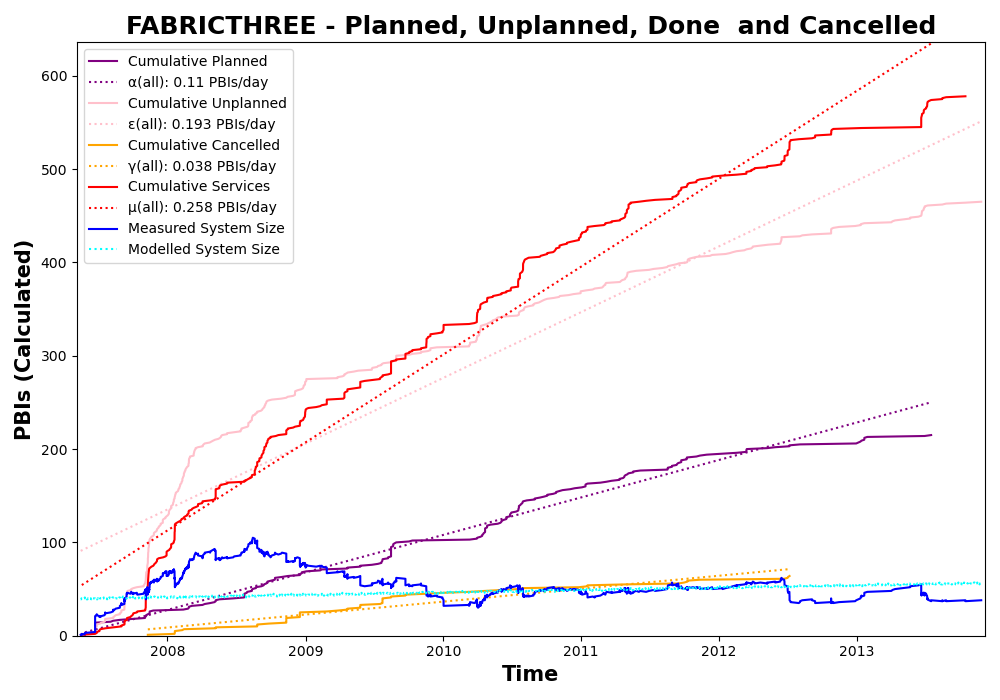 FABRICTHREE - Planned, Unplanned, Done  and Cancelled
Cumulative Planned
α(all): 0.11 PBIs/day
Cumulative Unplanned
ε(all): 0.193 PBIs/day
Cumulative Cancelled
γ(all): 0.038 PBIs/day
Cumulative Services
μ(all): 0.258 PBIs/day
Measured System Size
Modelled System Size
PBIs (Calculated)
600
500
400
300
200
100
0
2008 2009 2010 2011 2012 2013
Time